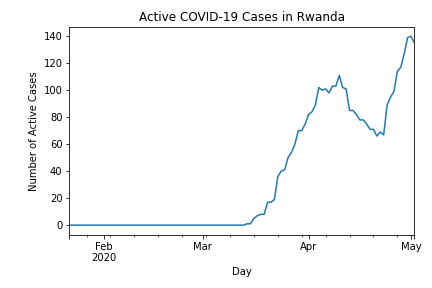 Active COVID-19 Cases in Rwanda
Number of Active Cases
140
120
100
80
60
40
20
0
Feb
2020
Mar
Apr
May
Day